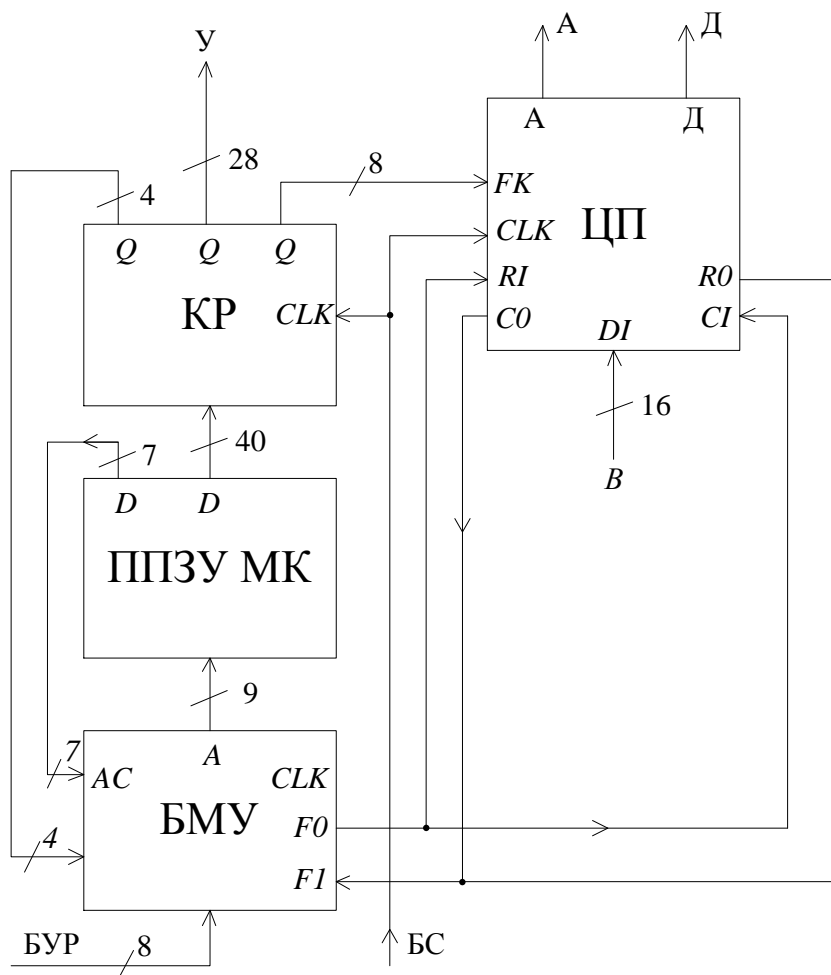 У
А
Д
28
4
8
А
Д
FK
CLK
ЦП
RI
R0
C0
CI
DI
Q
Q
Q
КР
CLK
16
B
7
40
D
D
ППЗУ МК
9
7
AC
A
CLK
БМУ
F0
4
F1
БУР
8
БС